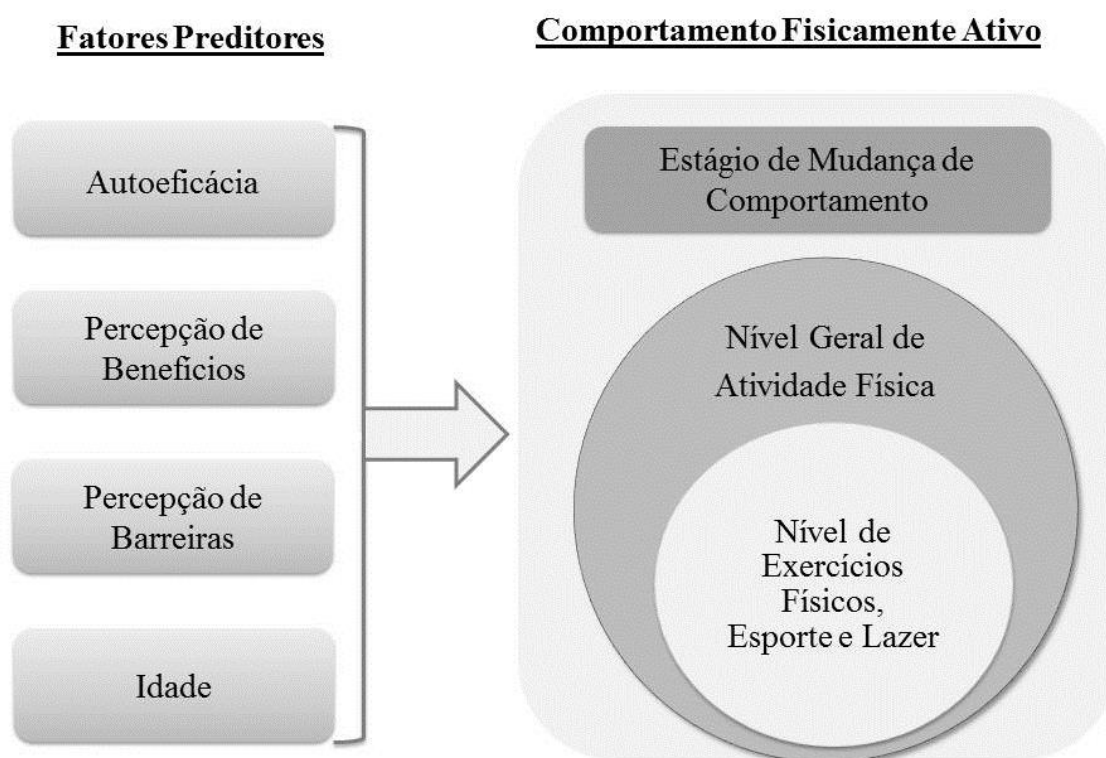 Fatores Preditores
Autoeficácia
Percepção de
Benefícios
Percepção de
Barreiras
Idade
Comportamento Fisicamente Ativo
Estágio de Mudança de
Comportamento
Nível Geral de
Atividade Física
Nível de
Exercícios
Físicos,
Esporte e Lazer